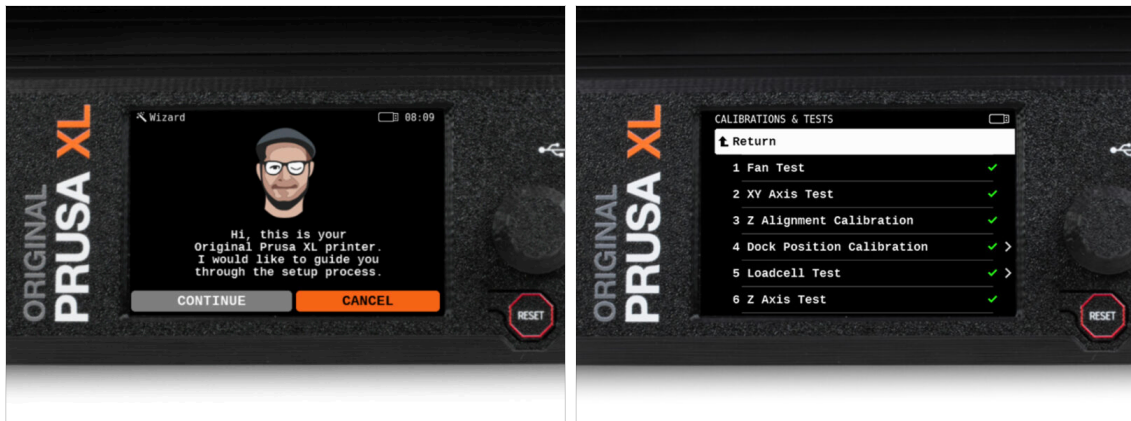 ORIGINAL
PRUSA XL
Wizard 08:09
Hi, this is your
Original Prusa XL printer.
I would like to guide you
through the setup process.
CONTINUE CANCEL
RESET
ORIGINAL
PRUSA XL
CALIBRATIONS & TESTS
Return
1 Fan Test
2 XY Axis Test
3 Z Alignment Calibration
4 Dock Position Calibration
5 Loadcell Test
6 Z Axis Test
RESET